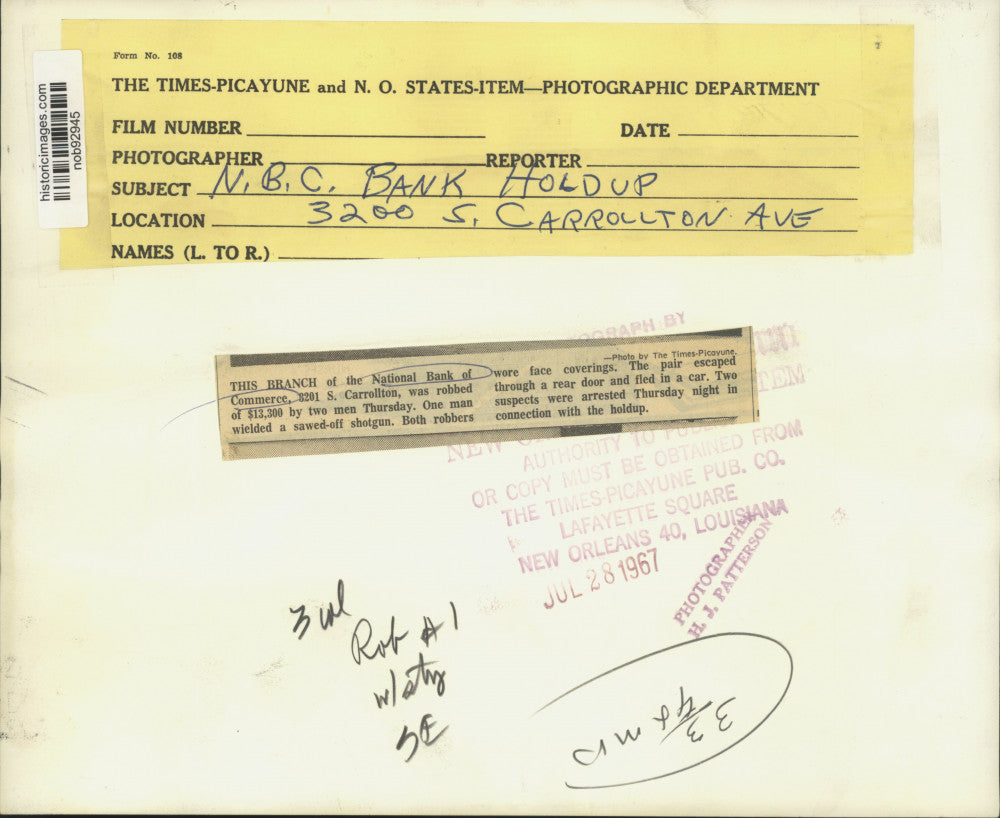 Form No. 108
THE TIMES-PICAYUNE and N. O. STATES-ITEM—PHOTOGRAPHIC DEPARTMENT
FILM NUMBER
DATE
PHOTOGRAPHER
REPORTER
SUBJECT N.B.C. BANK HOLDUP
LOCATION 3200 S. CARROLLTON AVE
NAMES (L. TO R.)
historicimages.com
nob92945
—Photo by The Times-Picayune.
THIS BRANCH of the National Bank of
Commerce, 3201 S. Carrollton, was robbed
of $13,300 by two men Thursday. One man
wielded a sawed-off shotgun. Both robbers
wore face coverings. The pair escaped
through a rear door and fled in a car. Two
suspects were arrested Thursday night in
connection with the holdup.
BY
NEW
AUTHORITY TO
OR COPY MUST BE OBTAINED FROM
THE TIMES-PICAYUNE PUB. CO.
LAFAYETTE SQUARE
NEW ORLEANS 40, LOUISIANA
JUL 28 1967
PHOTOGRAPHER
H. J. PATTERSON
3 col
Rob #1